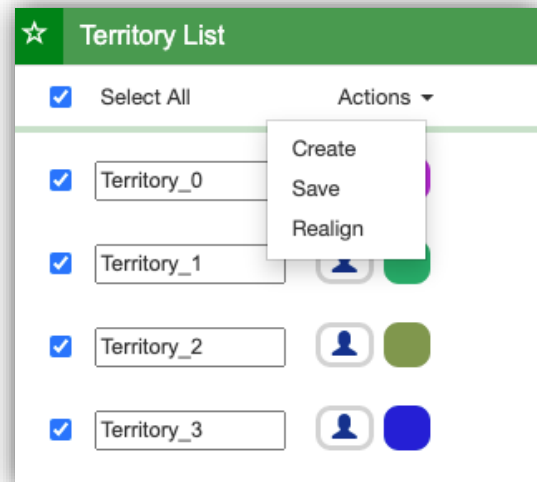 Territory List
Select All Actions
Create
Save
Realign
Territory_0
Territory_1
Territory_2
Territory_3